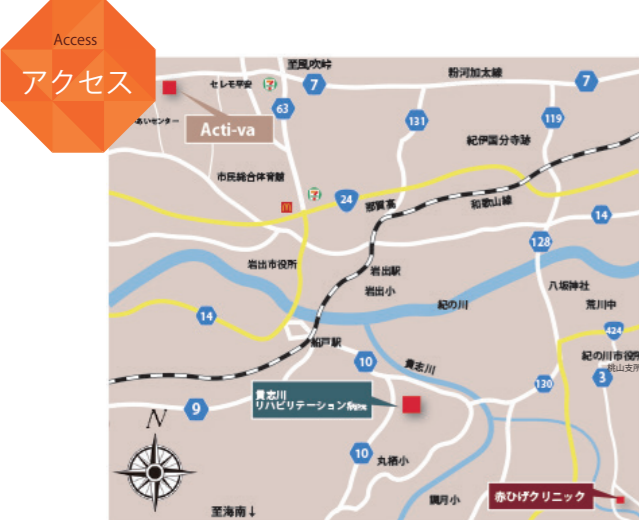 Access
アクセス
至風吹峠
粉河加太線
7
7
セレモ平安
63
あいセンター
Acti-va
131
119
紀伊国分寺跡
市民総合体育館
24
那賀高
和歌山線
14
128
岩出市役所
岩出駅
岩出小
八坂神社
紀の川
荒川中
14
424
船戸駅
紀の川市役所
桃山支所
10
貴志川
3
130
貴志川
リハビリテーション病院
9
N
10
丸栖小
調月小
赤ひげクリニック
至海南↓